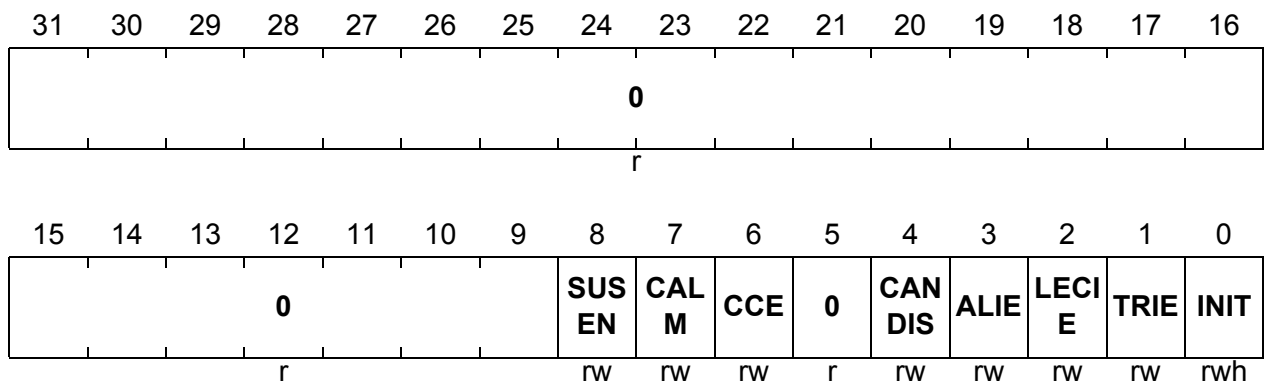 31 30 29 28 27 26 25 24 23 22 21 20 19 18 17 16
0
r
15 14 13 12 11 10 9 8 7 6 5 4 3 2 1 0
0 SUS EN CAL M CCE 0 CAN DIS ALIE LECI E TRIE INIT
r rw rw rw r rw rw rw rw rwh